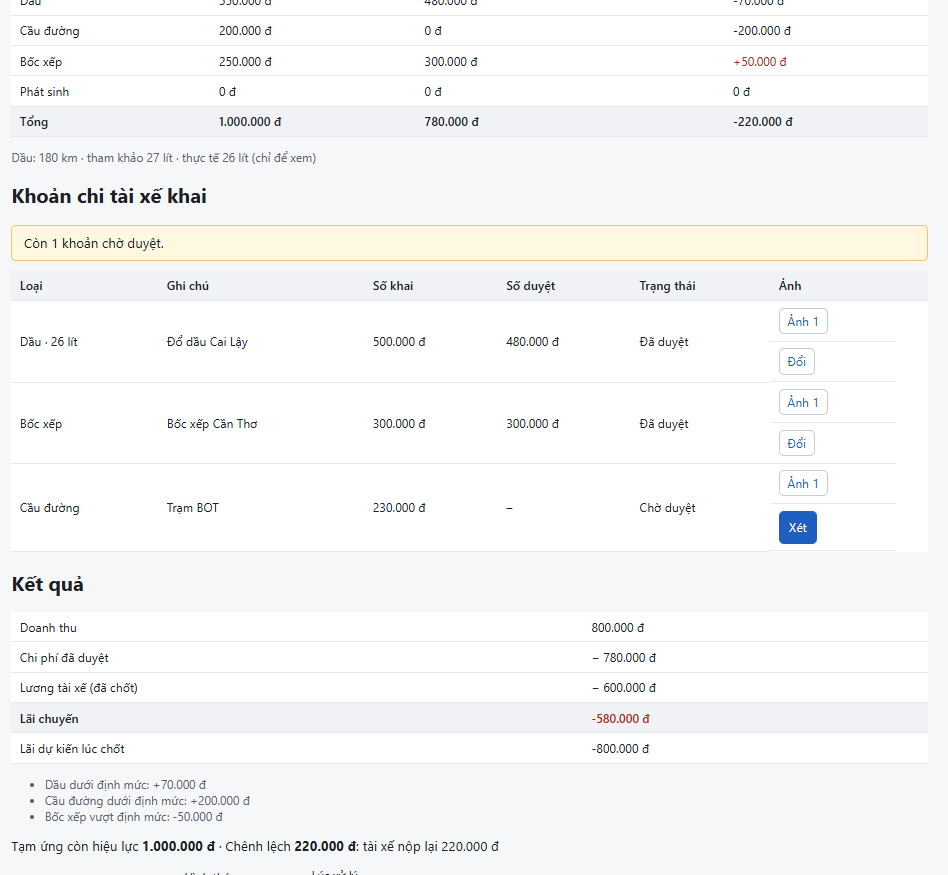 Dầu 550.000 đ 480.000 đ -70.000 đ
Cầu đường 200.000 đ 0 đ -200.000 đ
Bốc xếp 250.000 đ 300.000 đ +50.000 đ
Phát sinh 0 đ 0 đ 0 đ
Tổng 1.000.000 đ 780.000 đ -220.000 đ
Dầu: 180 km · tham khảo 27 lít · thực tế 26 lít (chỉ để xem)
Khoản chi tài xế khai
Còn 1 khoản chờ duyệt.
Loại Ghi chú Số khai Số duyệt Trạng thái Ảnh
Ảnh 1
Dầu · 26 lít Đổ dầu Cai Lậy 500.000 đ 480.000 đ Đã duyệt
Đổi
Ảnh 1
Bốc xếp Bốc xếp Cần Thơ 300.000 đ 300.000 đ Đã duyệt
Đổi
Ảnh 1
Cầu đường Trạm BOT 230.000 đ – Chờ duyệt
Xét
Kết quả
Doanh thu 800.000 đ
Chi phí đã duyệt − 780.000 đ
Lương tài xế (đã chốt) − 600.000 đ
Lãi chuyến -580.000 đ
Lãi dự kiến lúc chốt -800.000 đ
• Dầu dưới định mức: +70.000 đ
• Cầu đường dưới định mức: +200.000 đ
• Bốc xếp vượt định mức: -50.000 đ
Tạm ứng còn hiệu lực 1.000.000 đ · Chênh lệch 220.000 đ: tài xế nộp lại 220.000 đ